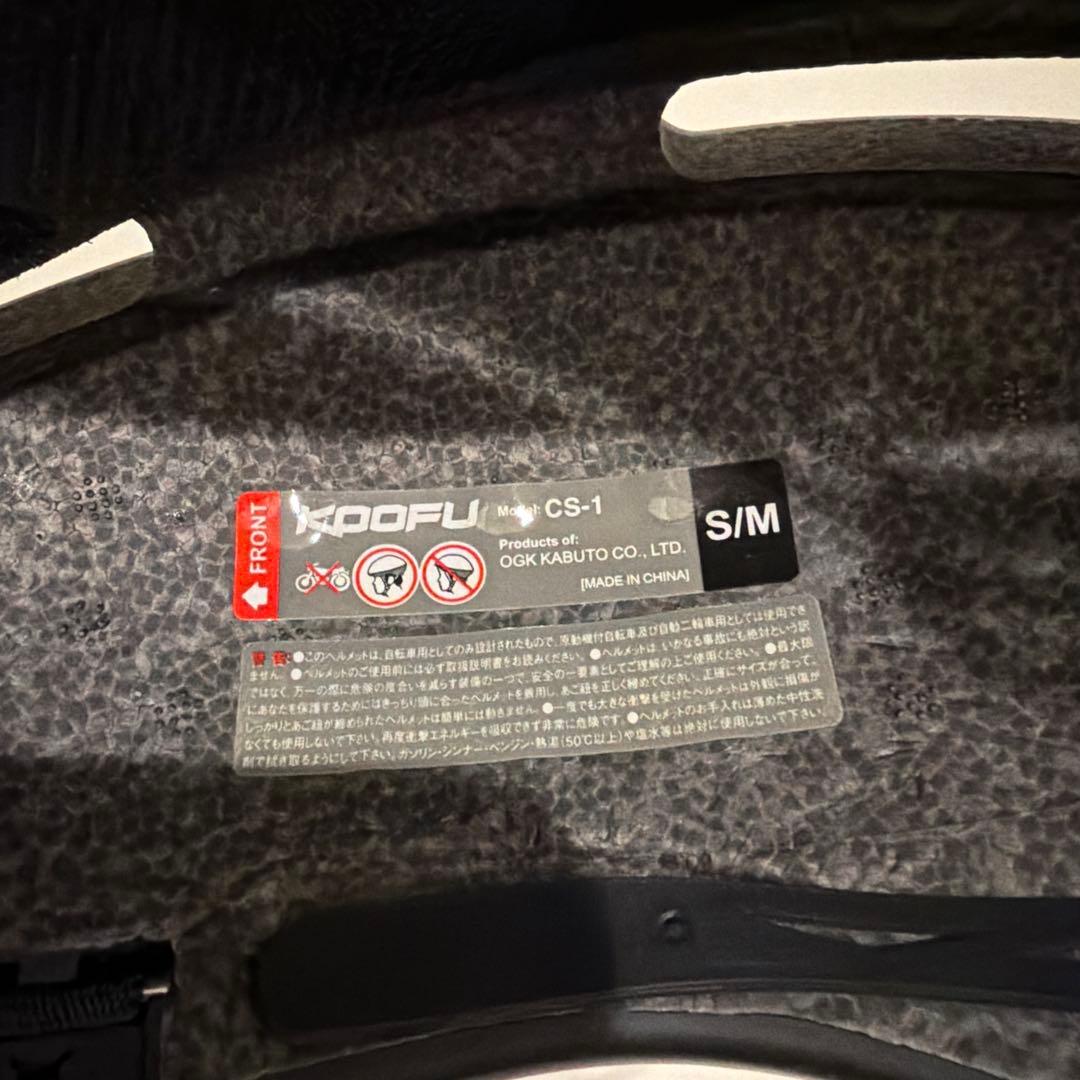 FRONT
KOOFU
Model: CS-1
Products of:
OGK KABUTO CO., LTD.
[MADE IN CHINA]
S/M
警告:●このヘルメットは、自転車用としてのみ設計されたもので、原動機付自転車及び自動二輪車用としては使用でき
ません。●ヘルメットのご使用前には必ず取扱説明書をお読みください。●ヘルメットは、いかなる事故にも絶対という訳
ではなく、万一の際に危険の度合いを減らす装備の一つで、安全の一要素としてご理解の上ご使用ください。●最大限
にあなたを保護するためにはきっちり頭に合ったヘルメットを着用し、あご紐を正しく締めてください。正確にサイズが合って、
しっかりとあご紐が締められたヘルメットは簡単には動きません。●一度でも大きな衝撃を受けたヘルメットは外観に損傷が
なくても使用しないで下さい。再度衝撃エネルギーを吸収できず非常に危険です。●ヘルメットのお手入れは薄めた中性洗
剤で拭き取るようにして下さい。ガソリン・シンナー・ベンジン・熱湯(50℃以上)や塩水等は絶対に使用しないで下さい。